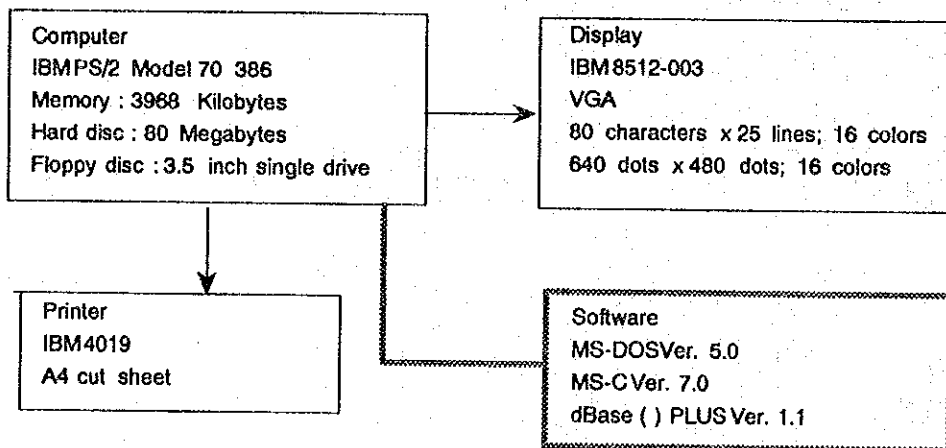 Computer
IBMPS/2 Model 70 386
Memory : 3968 Kilobytes
Hard disc : 80 Megabytes
Floppy disc : 3.5 inch single drive
Display
IBM8512-003
VGA
80 characters x 25 lines; 16 colors
640 dots x 480 dots; 16 colors
Printer
IBM4019
A4 cut sheet
Software
MS-DOSVer. 5.0
MS-CVer. 7.0
dBase ( ) PLUSVer. 1.1